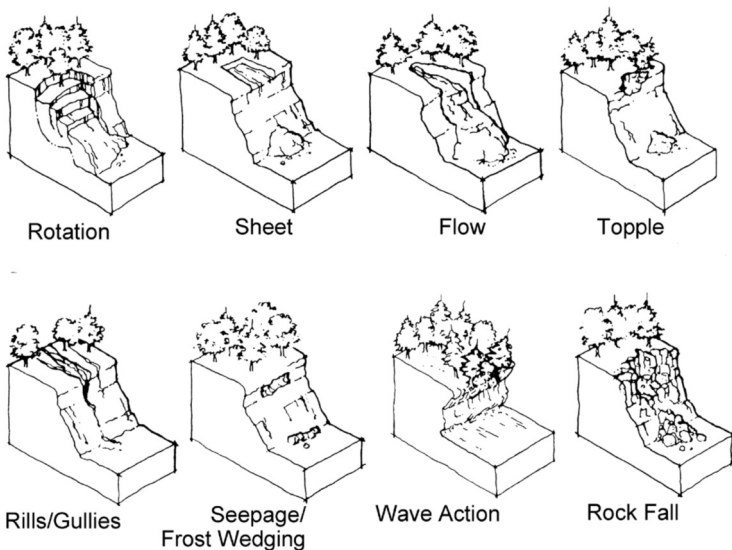 Rotation
Sheet
Flow
Topple
Rills/Gullies
Seepage/
Frost Wedging
Wave Action
Rock Fall